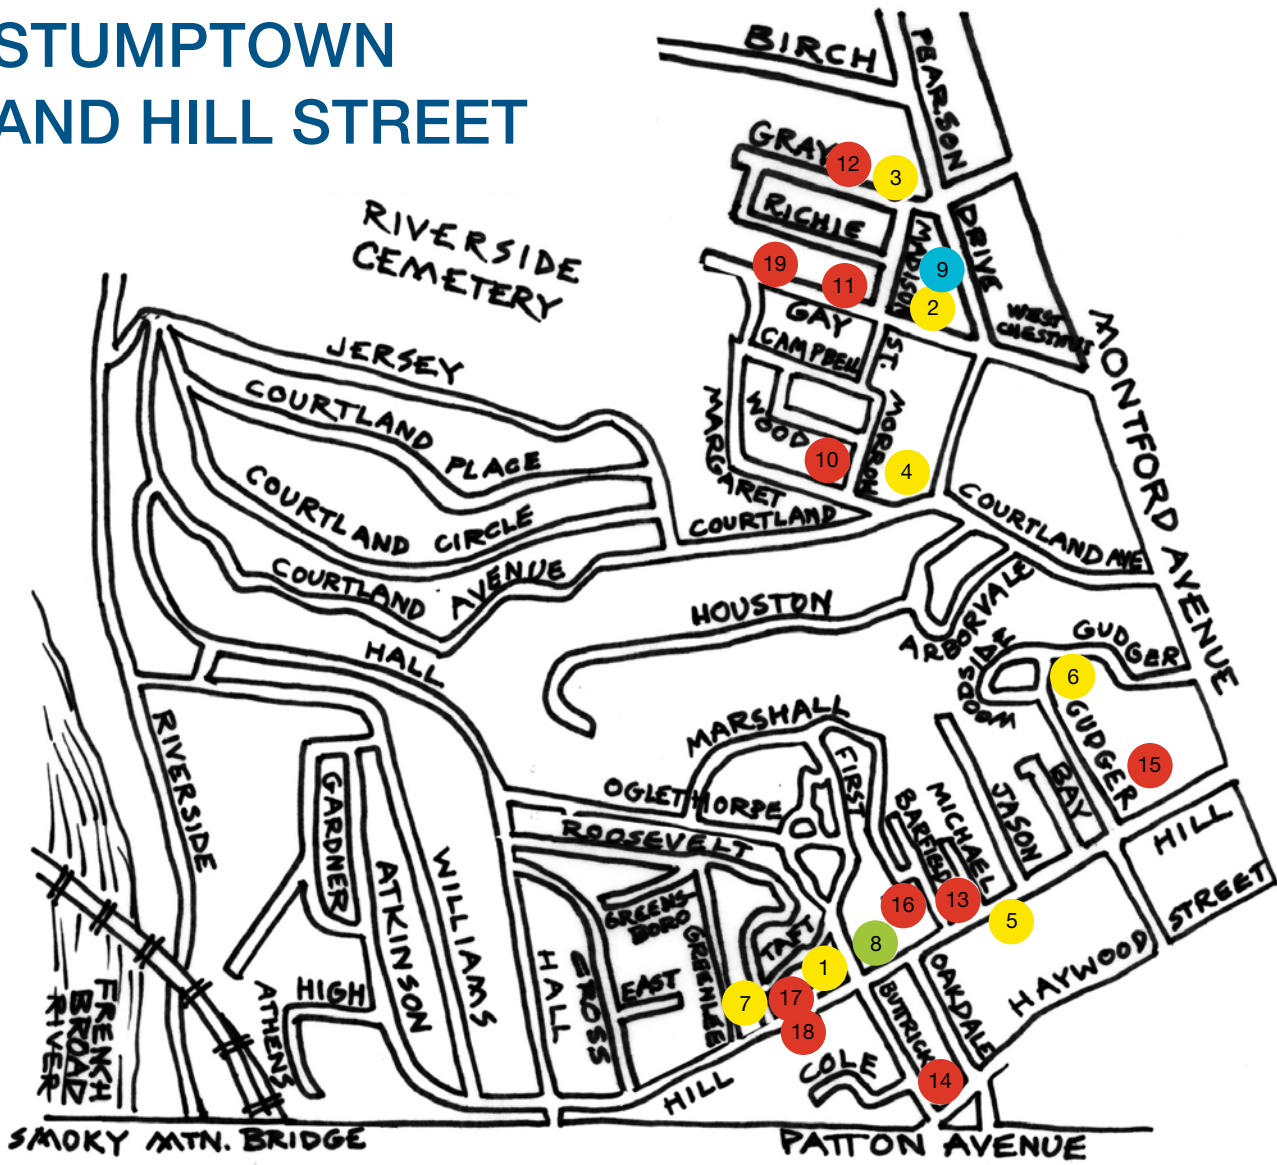 STUMPTOWN
AND HILL STREET
BIRCH
PEARSON
DRIVE
GRAY
12
3
RICHIE
MADISON
ST.
9
2
19
11
GAY
CAMPBELL
WEST
CHESTNUT
MONTFORD AVENUE
RIVERSIDE
CEMETERY
JERSEY
COURTLAND PLACE
COURTLAND CIRCLE
COURTLAND AVENUE
MARGARET
WOOD
10
MORROW
4
COURTLAND
COURTLAND AVE
HOUSTON
ARBORVALE
WOODSIDE
GUDGER
6
GUDGER
15
HALL
RIVERSIDE
MARSHALL
FIRST
OGLETHORPE
ROOSEVELT
BARFIELD
MICHAEL
JASON
BAY
HILL
STREET
GARDNER
ATKINSON
WILLIAMS
HALL
CROSS
GREENS
BORO
GREENLEE
EAST
TAFT
16
13
5
8
1
7
17
18
HIGH
ATHENS
FRENCH
BROAD
RIVER
HILL
COLE
BUTTRICK
14
OAKDALE
HAYWOOD
SMOKY MTN. BRIDGE
PATTON AVENUE